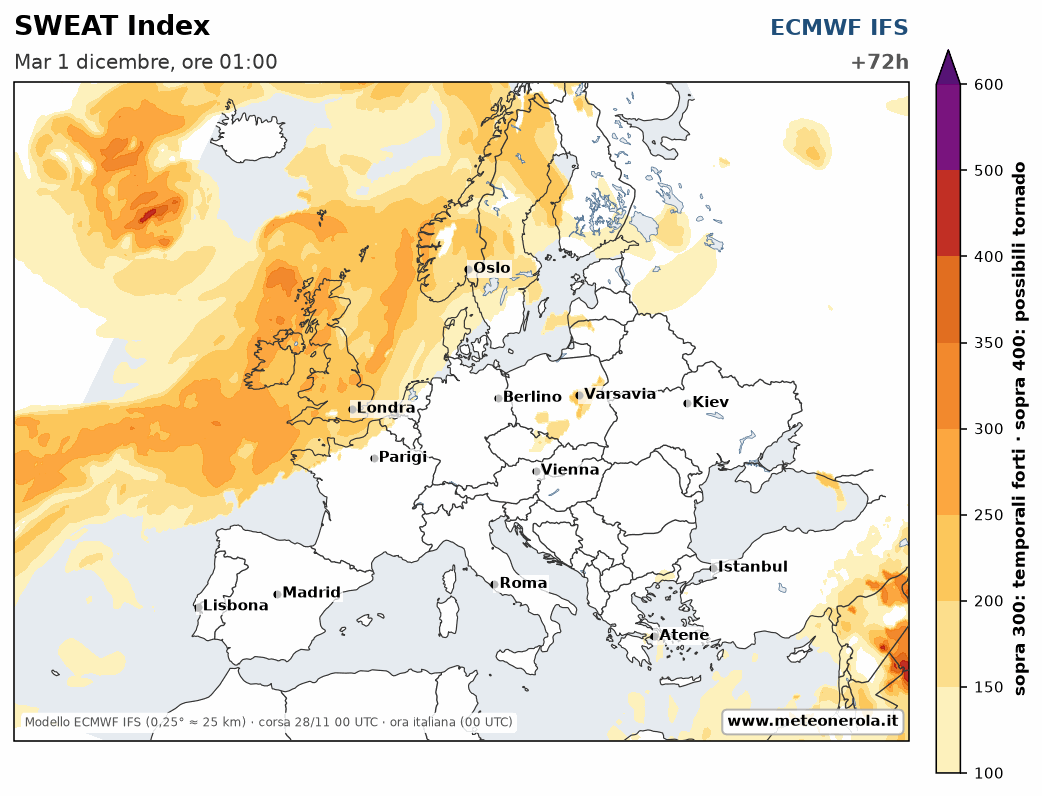 SWEAT Index
ECMWF IFS
Mar 1 dicembre, ore 01:00
+72h
600
500
400
350
300
250
200
150
100
sopra 300: temporali forti · sopra 400: possibili tornado
Oslo
Berlino
Varsavia
Kiev
Londra
Parigi
Vienna
Istanbul
Roma
Madrid
Lisbona
Atene
Modello ECMWF IFS (0,25° ≈ 25 km) · corsa 28/11 00 UTC · ora italiana (00 UTC)
www.meteonerola.it